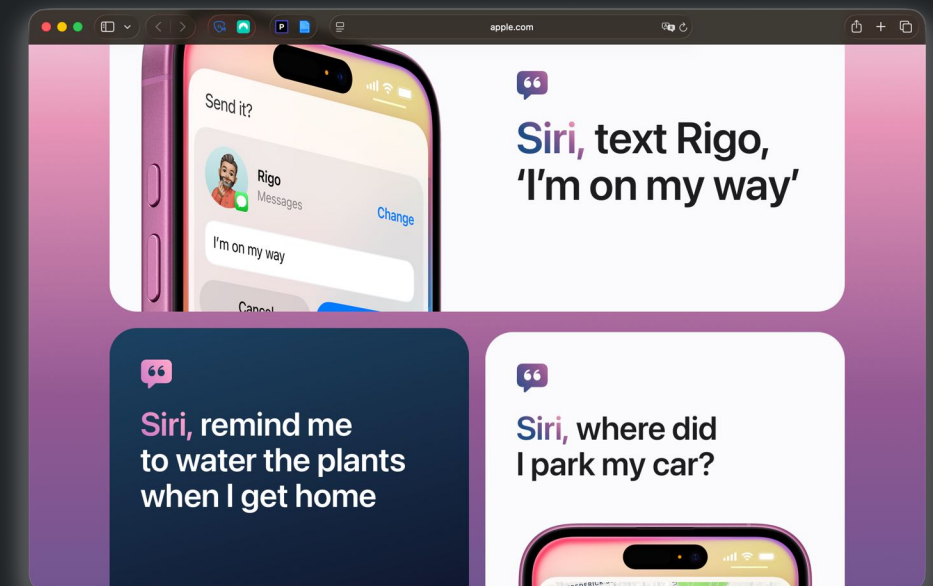 apple.com
Send it?
Rigo
Messages
Change
I'm on my way
Cancel
Siri, text Rigo,
‘I’m on my way’
Siri, remind me
to water the plants
when I get home
Siri, where did
I park my car?